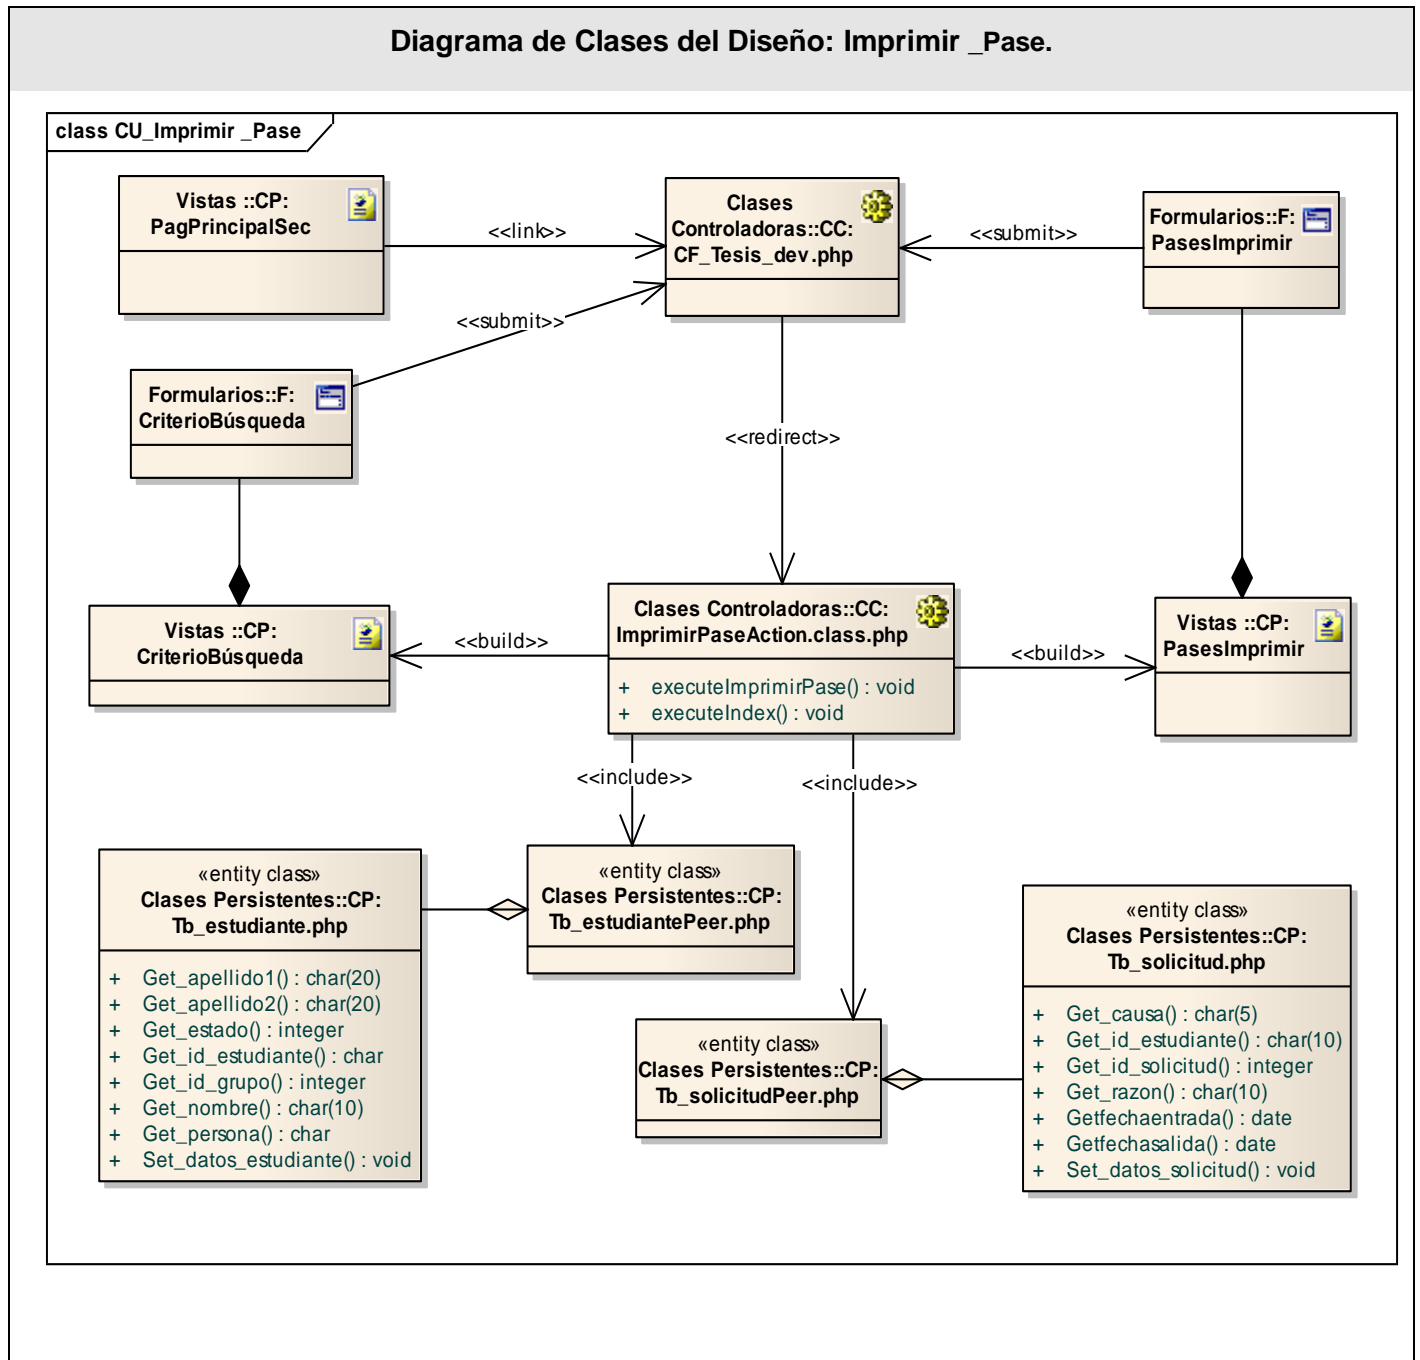 Diagrama de Clases del Diseño: Imprimir _Pase.
class CU_Imprimir _Pase
Vistas ::CP:
PagPrincipalSec
<<link>>
Clases
Controladoras::CC:
CF_Tesis_dev.php
<<submit>>
Formularios::F:
PasesImprimir
<<submit>>
Formularios::F:
CriterioBúsqueda
<<redirect>>
Vistas ::CP:
CriterioBúsqueda
<<build>>
Clases Controladoras::CC:
ImprimirPaseAction.class.php
+ executeImprimirPase() : void
+ executeIndex() : void
<<build>>
Vistas ::CP:
PasesImprimir
<<include>>
<<include>>
«entity class»
Clases Persistentes::CP:
Tb_estudiante.php
+ Get_apellido1() : char(20)
+ Get_apellido2() : char(20)
+ Get_estado() : integer
+ Get_id_estudiante() : char
+ Get_id_grupo() : integer
+ Get_nombre() : char(10)
+ Get_persona() : char
+ Set_datos_estudiante() : void
«entity class»
Clases Persistentes::CP:
Tb_estudiantePeer.php
«entity class»
Clases Persistentes::CP:
Tb_solicitudPeer.php
«entity class»
Clases Persistentes::CP:
Tb_solicitud.php
+ Get_causa() : char(5)
+ Get_id_estudiante() : char(10)
+ Get_id_solicitud() : integer
+ Get_razon() : char(10)
+ Getfechaentrada() : date
+ Getfechasalida() : date
+ Set_datos_solicitud() : void